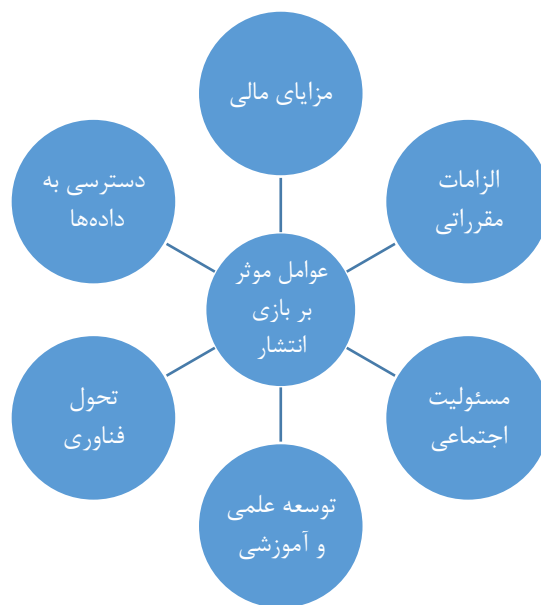 مزایای مالی
الزامات
مقرراتی
مسئولیت
اجتماعی
توسعه علمی
و آموزشی
تحول
فناوری
دسترسی به
داده‌ها
عوامل موثر
بر بازی
انتشار